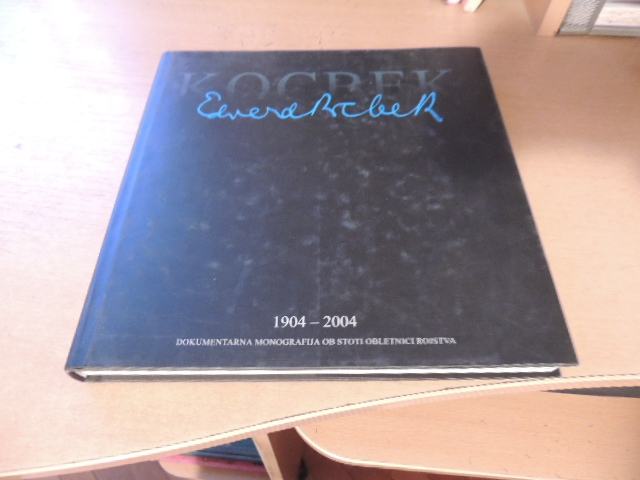 KOCBEK
Edvard Kocbek
1904 – 2004
DOKUMENTARNA MONOGRAFIJA OB STOTI OBLETNICI ROJSTVA